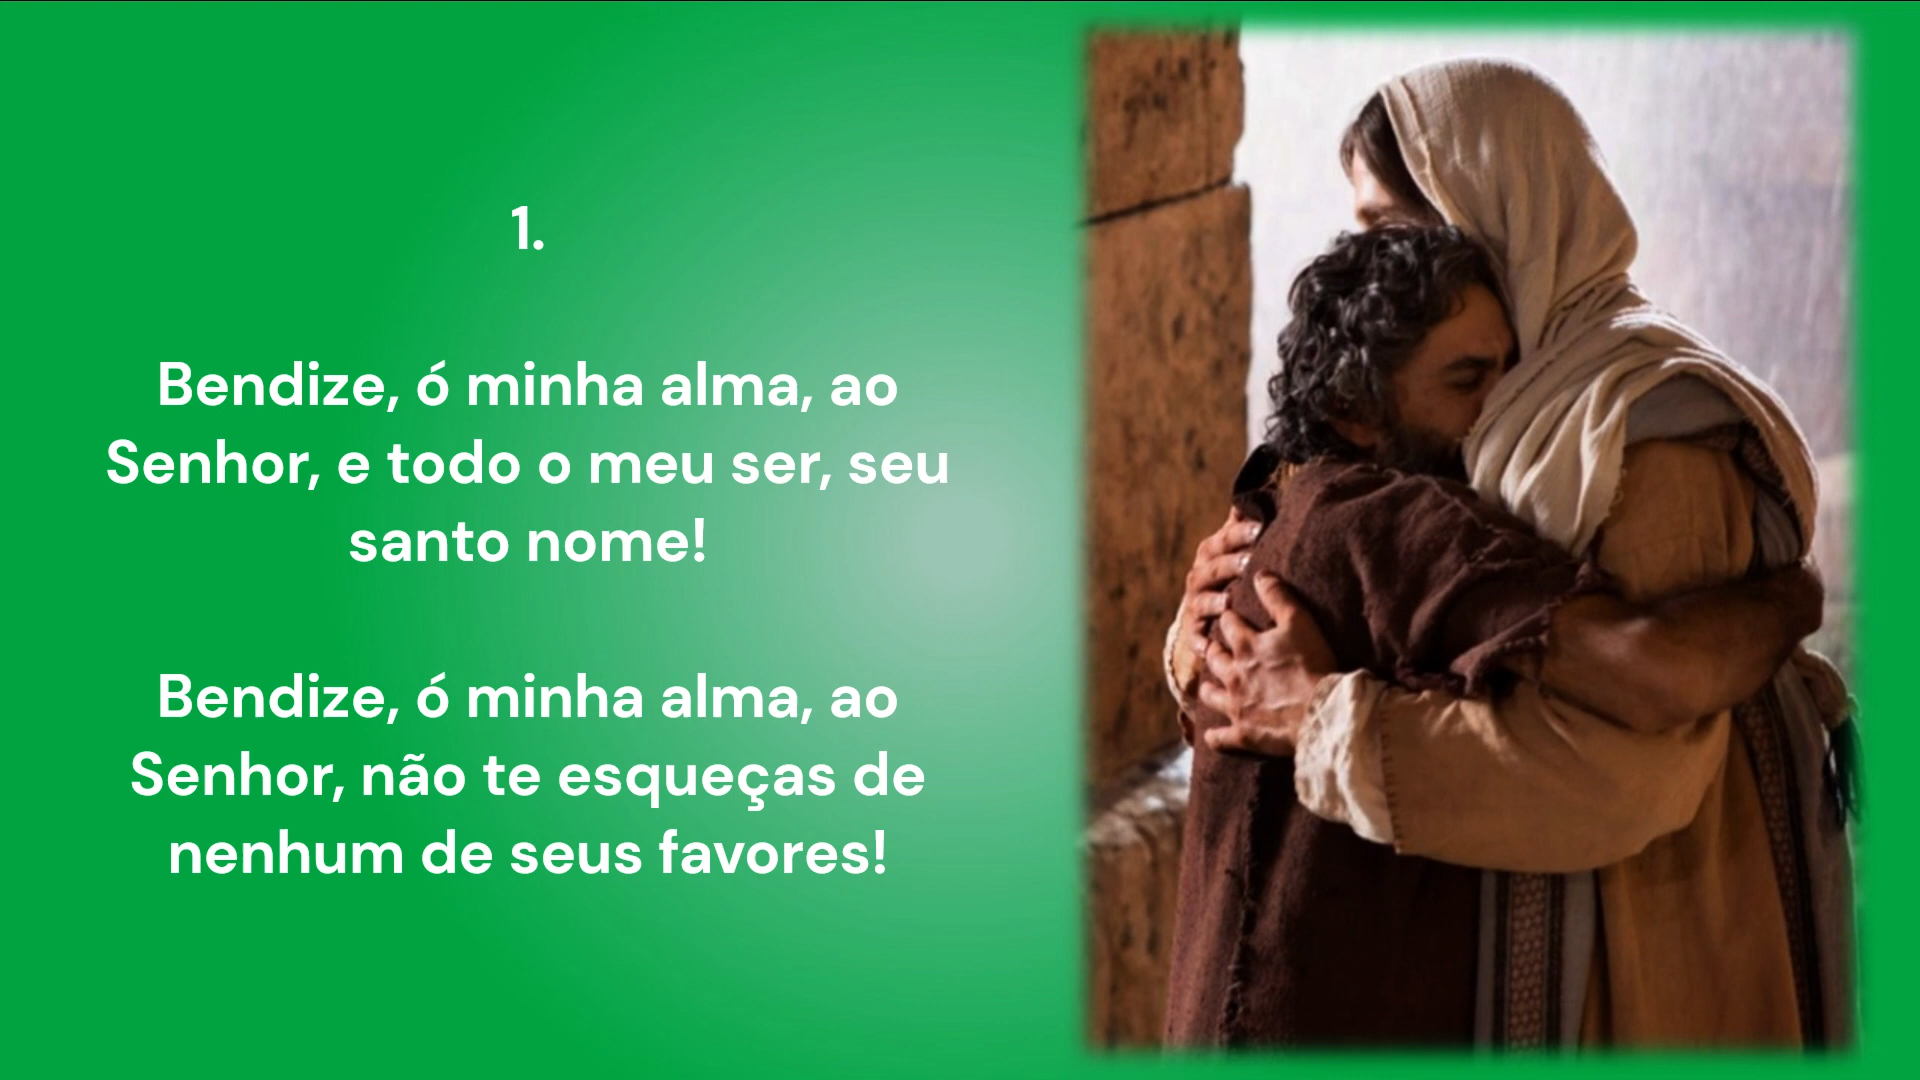 1.
Bendize, ó minha alma, ao
Senhor, e todo o meu ser, seu
santo nome!
Bendize, ó minha alma, ao
Senhor, não te esqueças de
nenhum de seus favores!